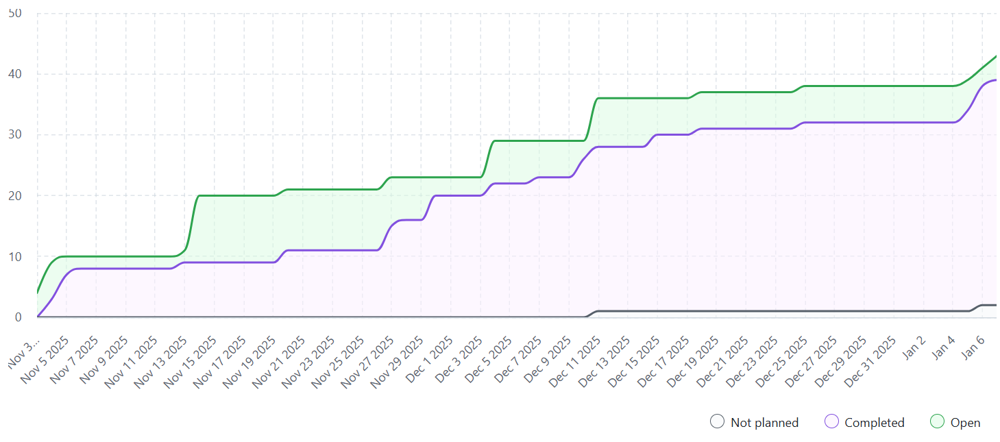 50
40
30
20
10
0
Nov 3...
Nov 5 2025
Nov 7 2025
Nov 9 2025
Nov 11 2025
Nov 13 2025
Nov 15 2025
Nov 17 2025
Nov 19 2025
Nov 21 2025
Nov 23 2025
Nov 25 2025
Nov 27 2025
Nov 29 2025
Dec 1 2025
Dec 3 2025
Dec 5 2025
Dec 7 2025
Dec 9 2025
Dec 11 2025
Dec 13 2025
Dec 15 2025
Dec 17 2025
Dec 19 2025
Dec 21 2025
Dec 23 2025
Dec 25 2025
Dec 27 2025
Dec 29 2025
Dec 31 2025
Jan 2
Jan 4
Jan 6
Not planned
Completed
Open